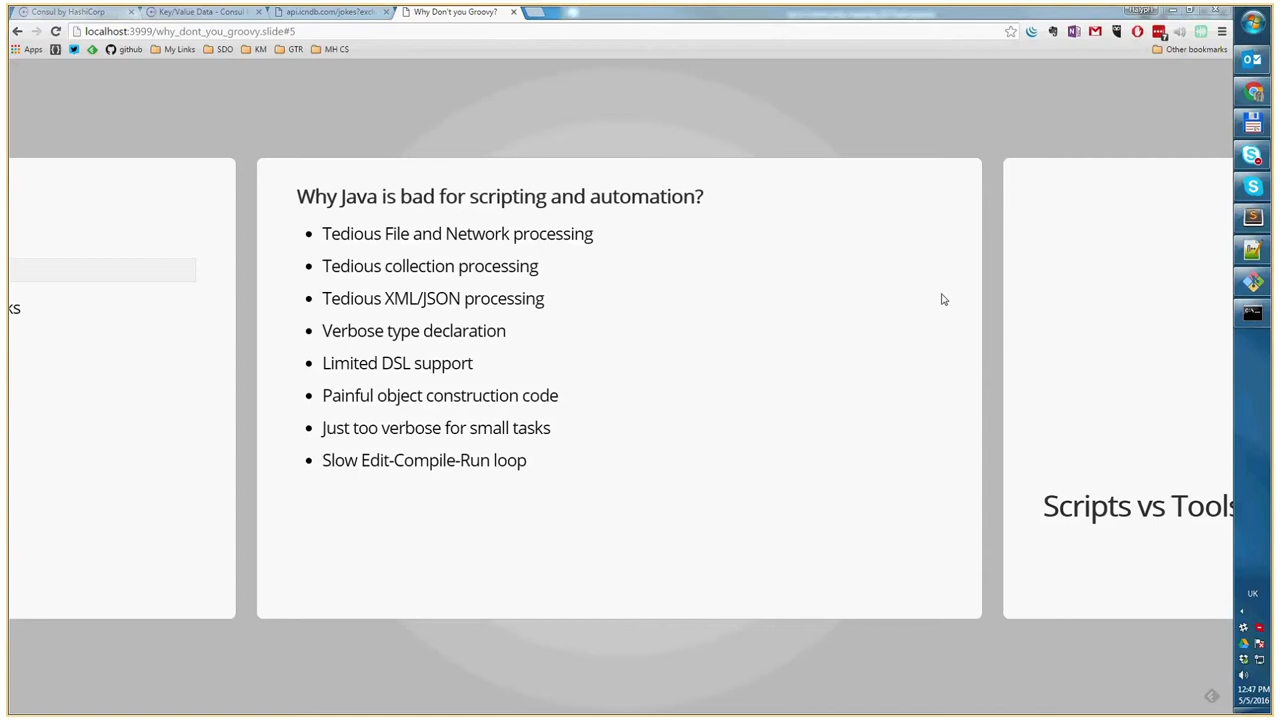 Consul by HashiCorp
Key/Value Data - Consul
api.icndb.com/jokes?excl
Why Don't you Groovy?
localhost:3999/why_dont_you_groovy.slide#5
Apps
github
My Links
SDO
KM
GTR
MH CS
Other bookmarks
Why Java is bad for scripting and automation?
• Tedious File and Network processing
• Tedious collection processing
• Tedious XML/JSON processing
ks
• Verbose type declaration
• Limited DSL support
• Painful object construction code
• Just too verbose for small tasks
• Slow Edit-Compile-Run loop
Scripts vs Tools
UK
12:47 PM
5/5/2016